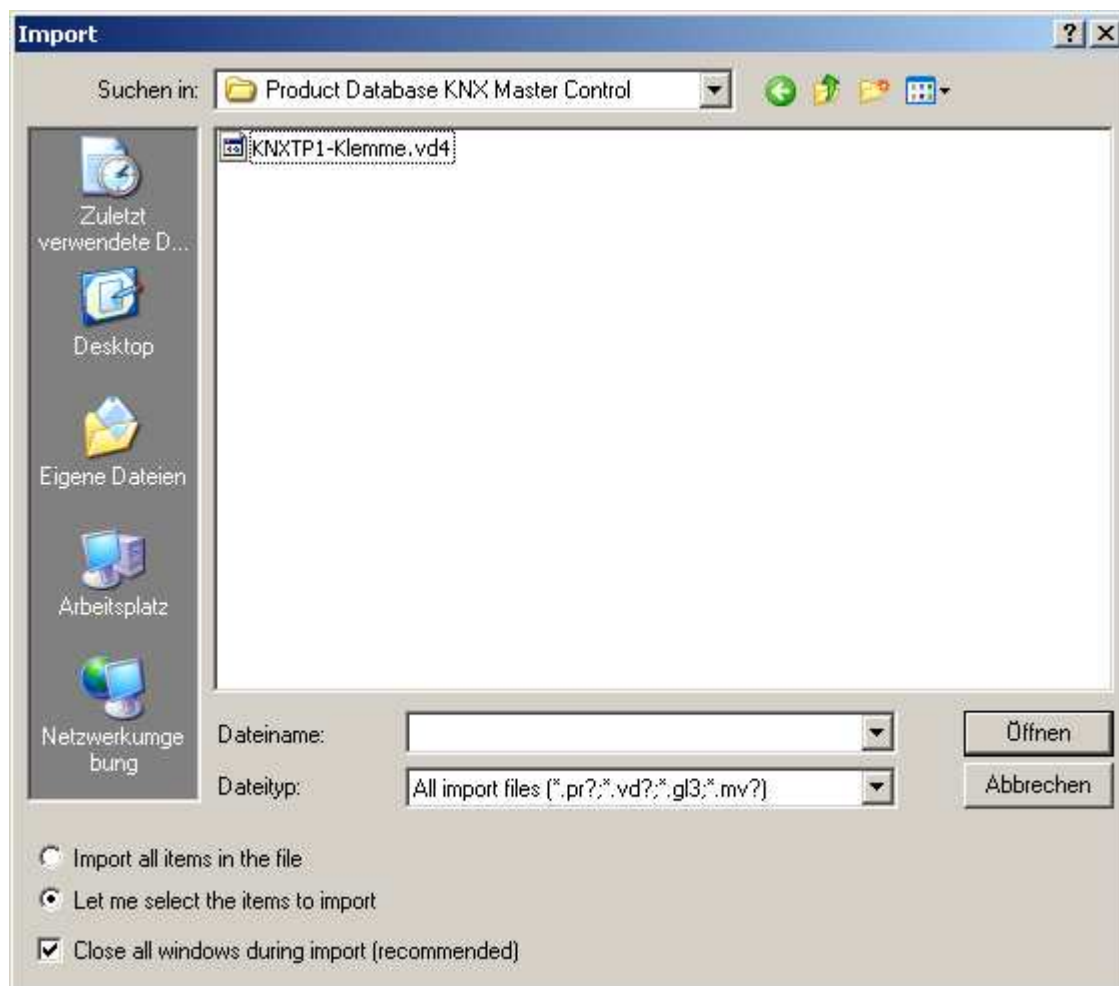 Import
Suchen in:
Product Database KNX Master Control
KNXTP1-Klemme.vd4
Zuletzt
verwendete D...
Desktop
Eigene Dateien
Arbeitsplatz
Netzwerkumge
bung
Dateiname:
Öffnen
Dateityp:
All import files (*.pr?;*.vd?;*.gl3;*.mv?)
Abbrechen
Import all items in the file
Let me select the items to import
Close all windows during import (recommended)